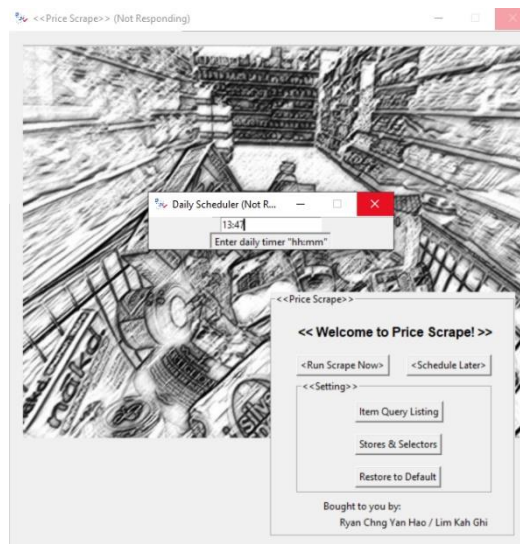 <<Price Scrape>> (Not Responding)
Daily Scheduler (Not R...
13:47
Enter daily timer "hh:mm"
nakd.
<<Price Scrape>>
<< Welcome to Price Scrape! >>
<Run Scrape Now>
<Schedule Later>
<<Setting>>
Item Query Listing
Stores & Selectors
Restore to Default
Bought to you by:
Ryan Chng Yan Hao / Lim Kah Ghi